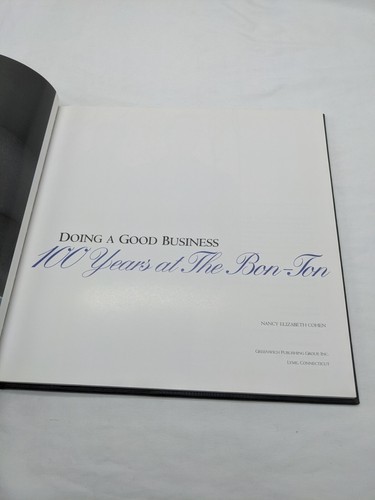 DOING A GOOD BUSINESS
100 Years at The Bon-Ton
NANCY ELIZABETH COHEN
GREENWICH PUBLISHING GROUP, INC.
LYME, CONNECTICUT